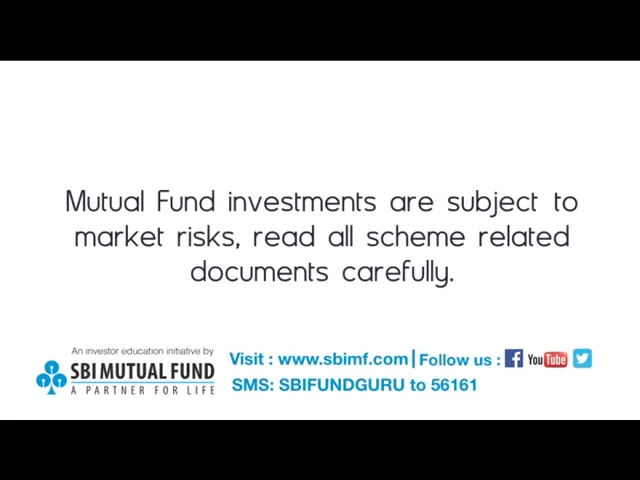 Mutual Fund investments are subject to
market risks, read all scheme related
documents carefully.
An investor education initiative by
SBI MUTUAL FUND
A PARTNER FOR LIFE
Visit : www.sbimf.com | Follow us : f YouTube
SMS: SBIFUNDGURU to 56161